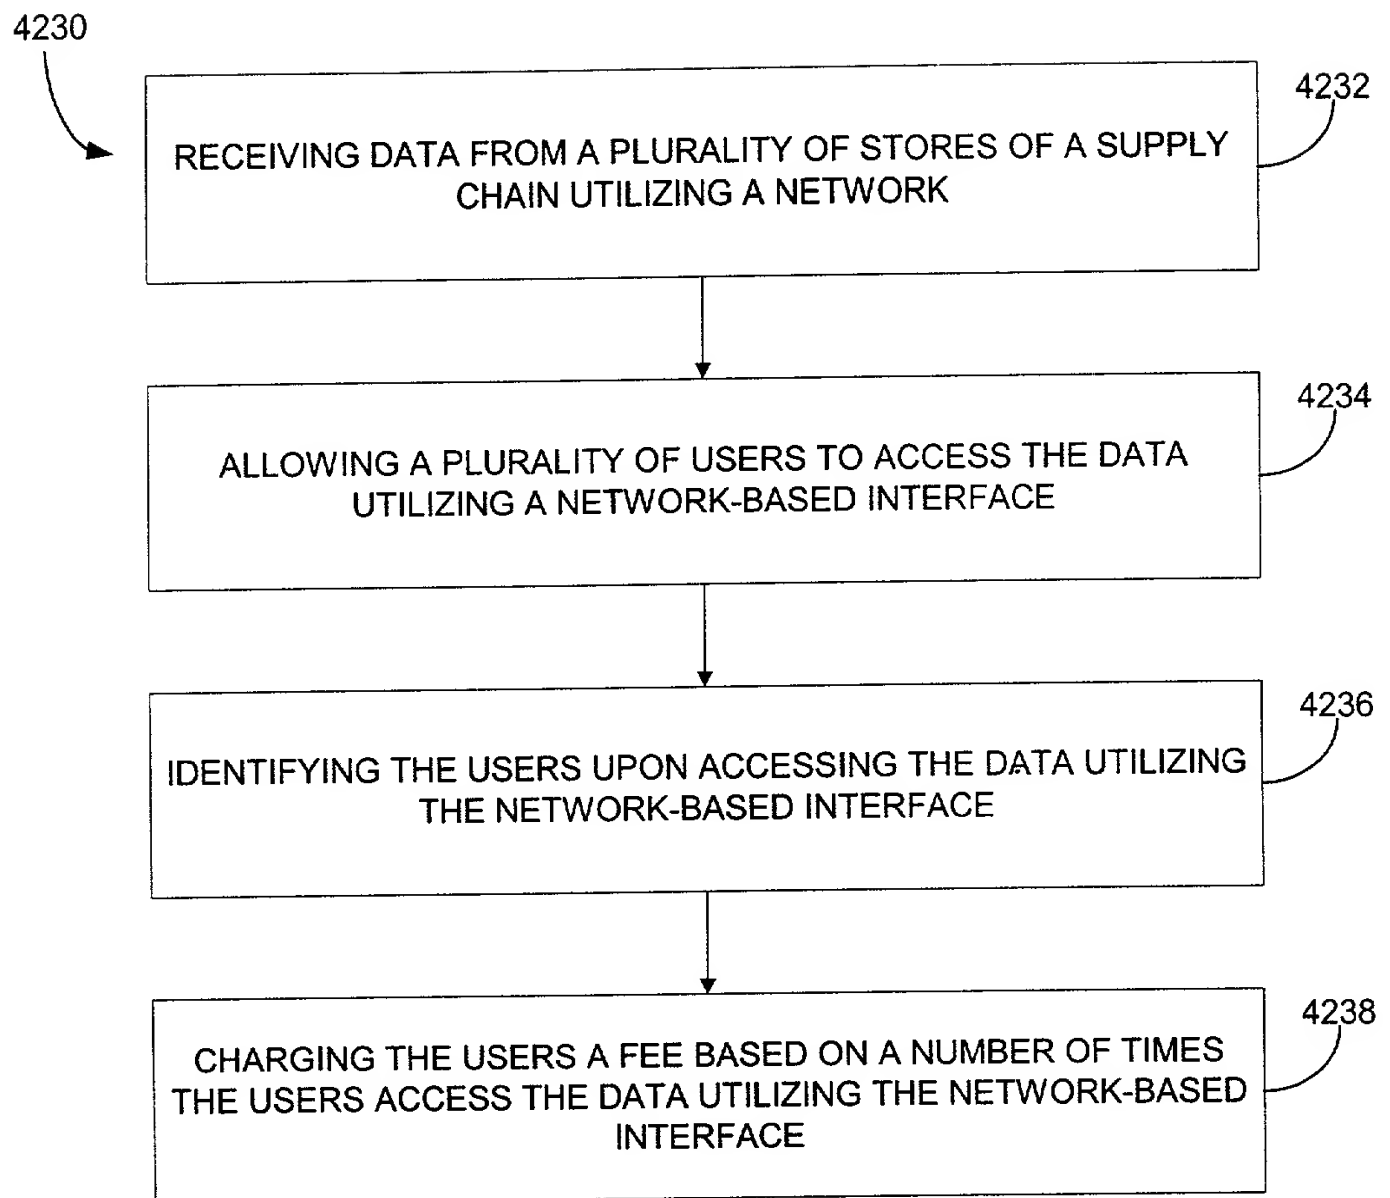 4230
4232
RECEIVING DATA FROM A PLURALITY OF STORES OF A SUPPLY
CHAIN UTILIZING A NETWORK
4234
ALLOWING A PLURALITY OF USERS TO ACCESS THE DATA
UTILIZING A NETWORK-BASED INTERFACE
4236
IDENTIFYING THE USERS UPON ACCESSING THE DATA UTILIZING
THE NETWORK-BASED INTERFACE
4238
CHARGING THE USERS A FEE BASED ON A NUMBER OF TIMES
THE USERS ACCESS THE DATA UTILIZING THE NETWORK-BASED
INTERFACE